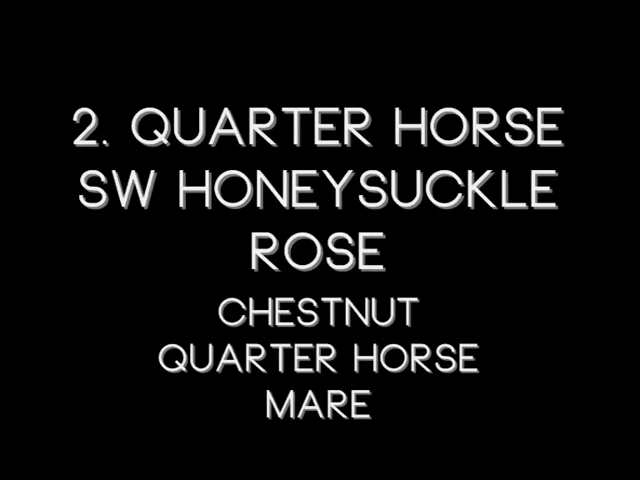 2. QUARTER HORSE
SW HONEYSUCKLE
ROSE
CHESTNUT
QUARTER HORSE
MARE